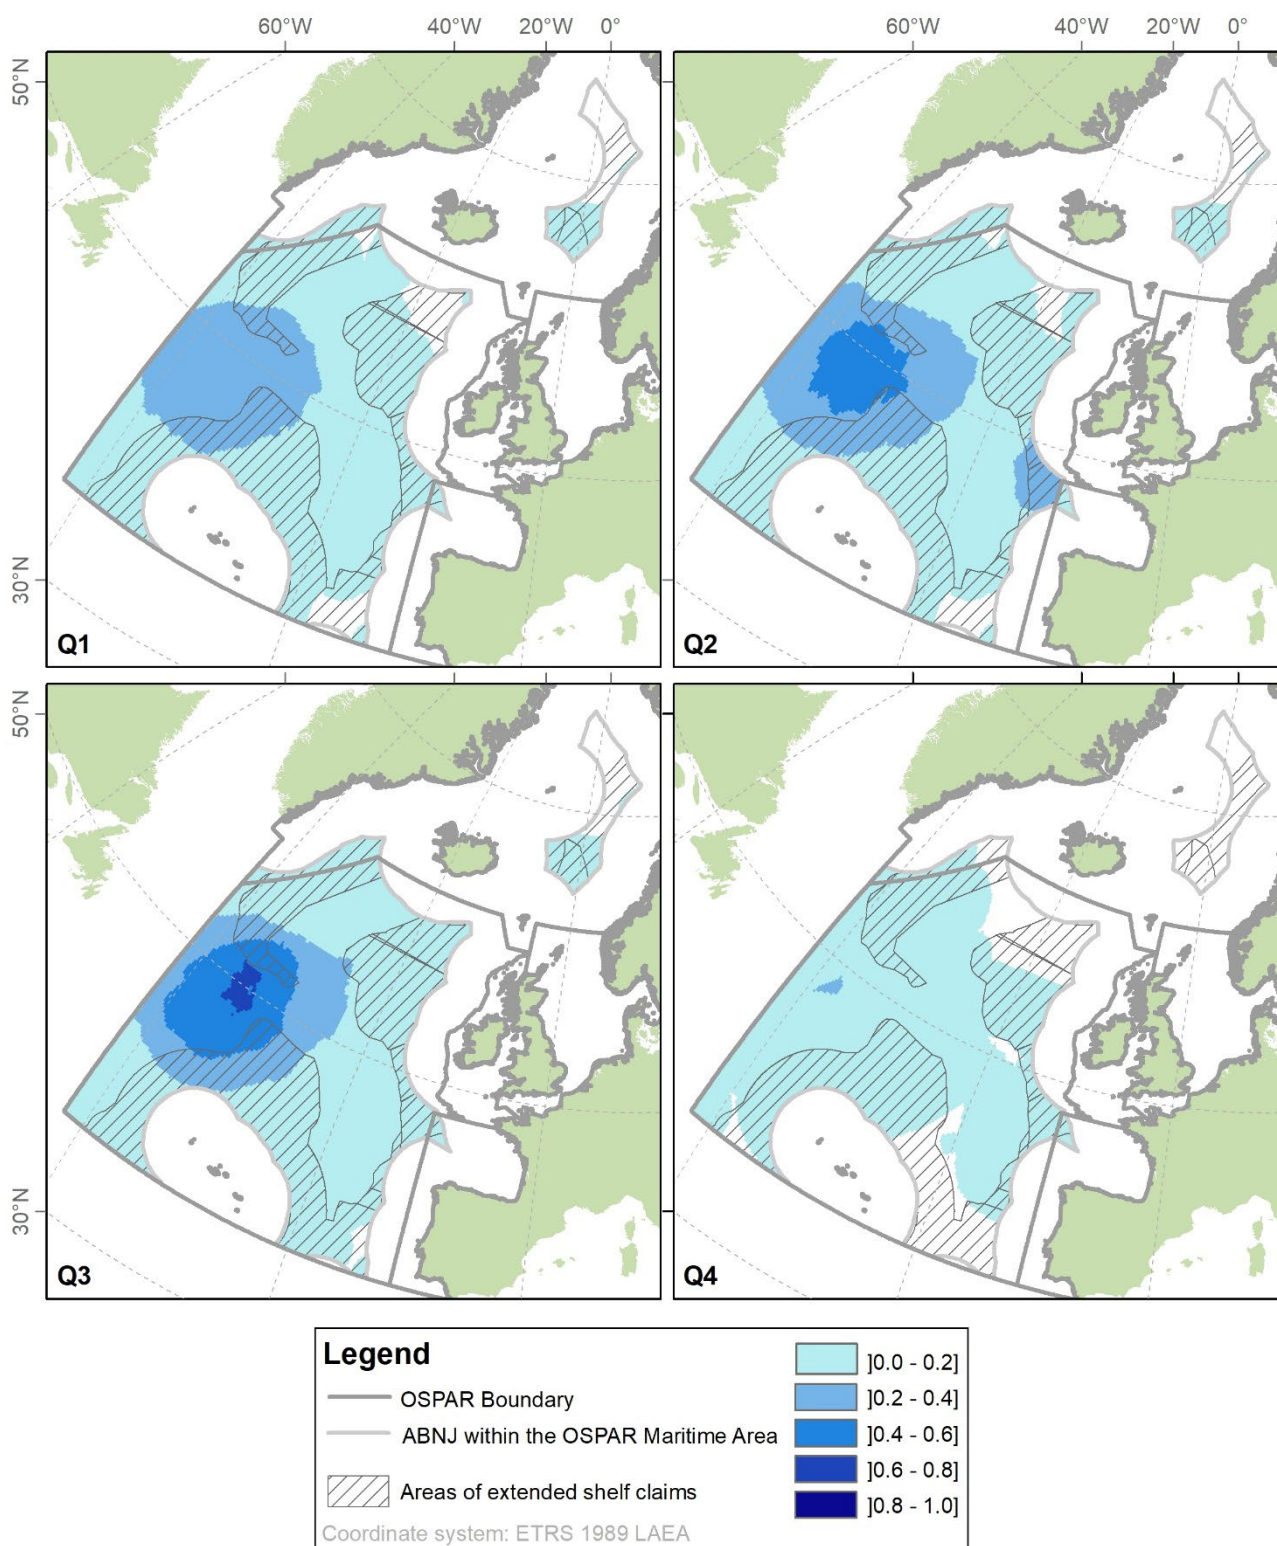 60°W 40°W 20°W 0° 60°W 40°W 20°W 0°
50°N
30°N
Q1 Q2
50°N
30°N
Q3 Q4
Legend
OSPAR Boundary
ABNJ within the OSPAR Maritime Area
Areas of extended shelf claims
Coordinate system: ETRS 1989 LAEA
]0.0 - 0.2]
]0.2 - 0.4]
]0.4 - 0.6]
]0.6 - 0.8]
]0.8 - 1.0]